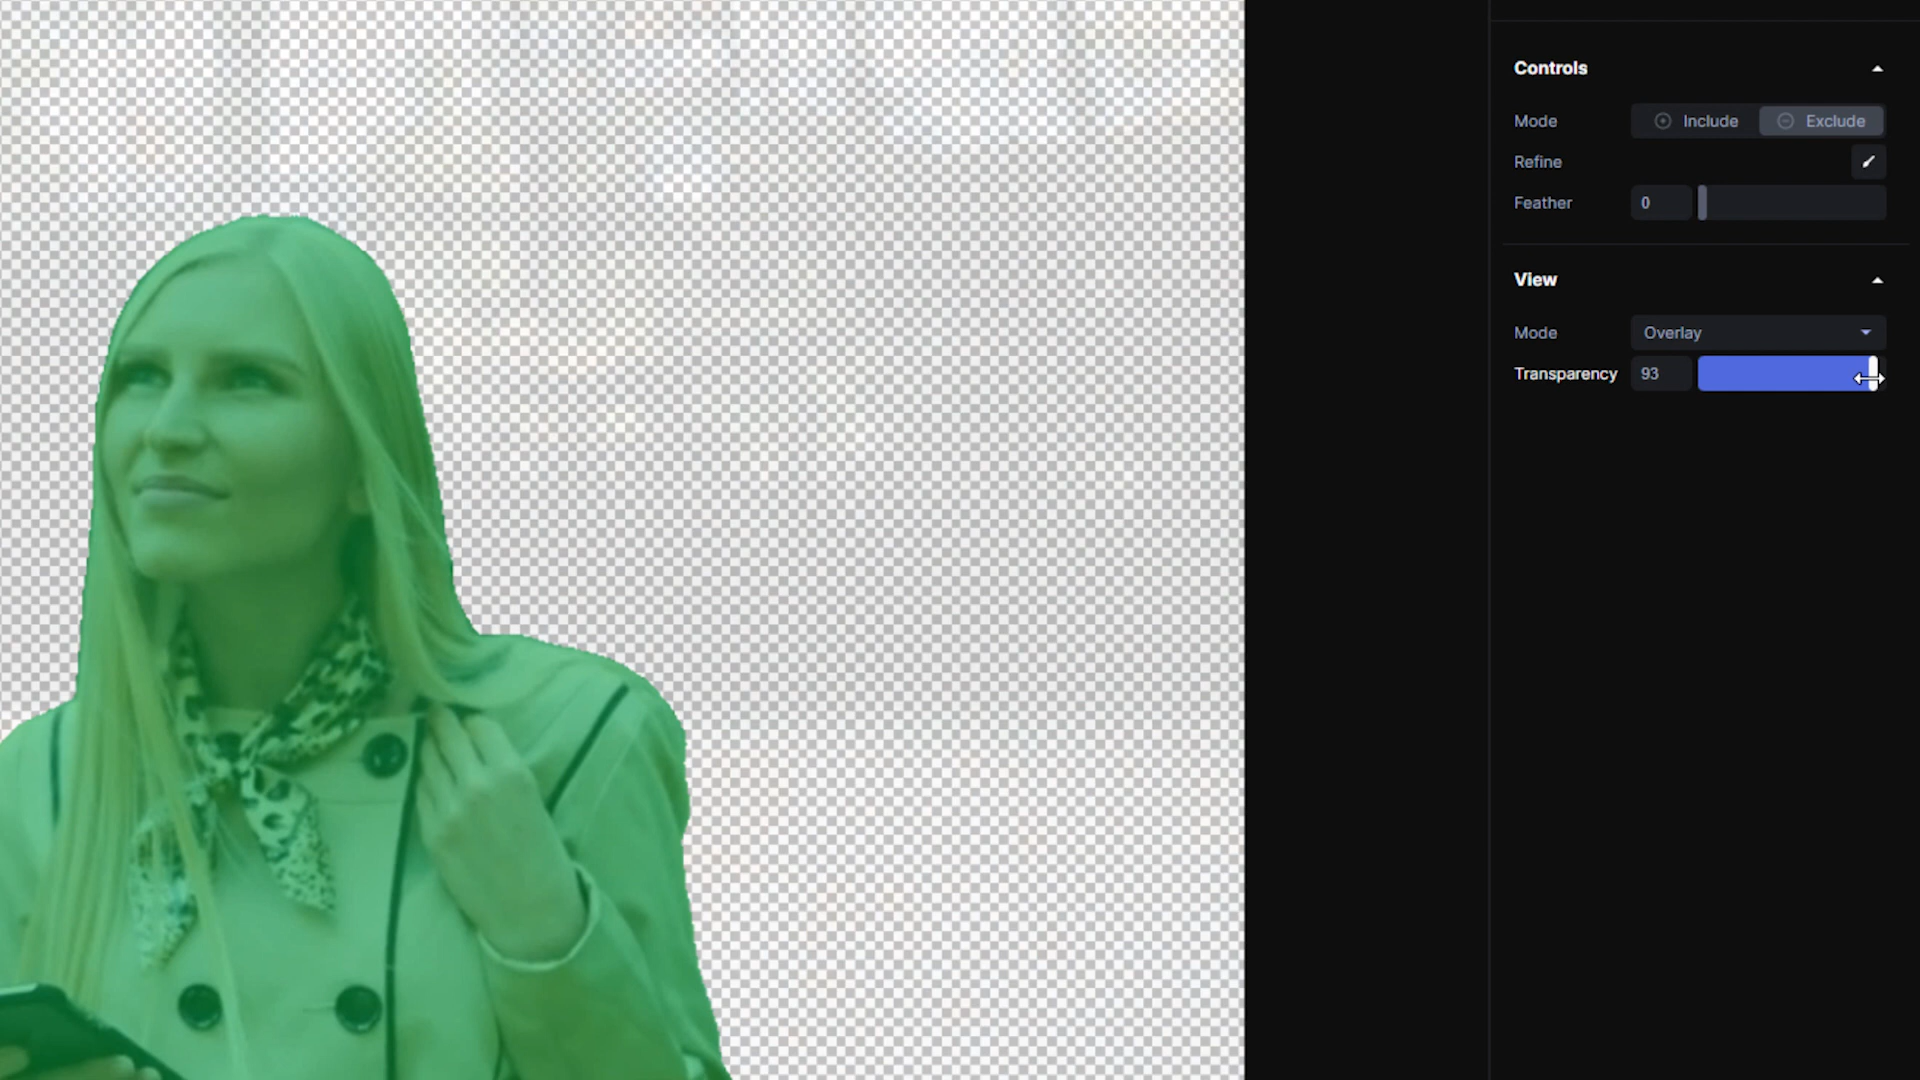 Controls
Mode Include Exclude
Refine
Feather 0
View
Mode Overlay
Transparency 93